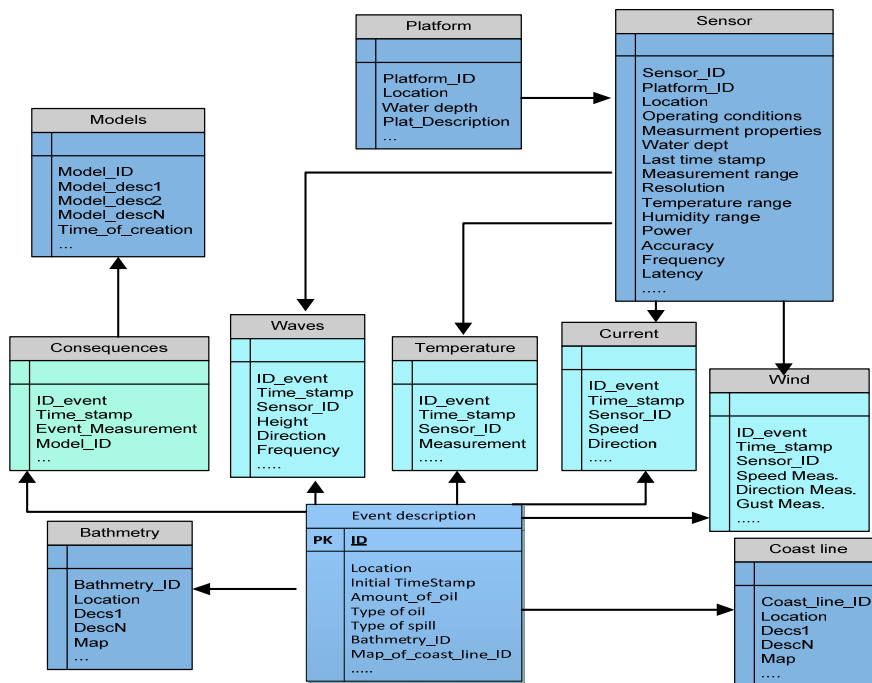 Platform
Platform_ID
Location
Water depth
Plat_Description
...
Sensor
Sensor_ID
Platform_ID
Location
Operating conditions
Measurment properties
Water dept
Last time stamp
Measurement range
Resolution
Temperature range
Humidity range
Power
Accuracy
Frequency
Latency
.....
Models
Model_ID
Model_desc1
Model_desc2
Model_descN
Time_of_creation
...
Consequences
ID_event
Time_stamp
Event_Measurement
Model_ID
...
Waves
ID_event
Time_stamp
Sensor_ID
Height
Direction
Frequency
.....
Temperature
ID_event
Time_stamp
Sensor_ID
Measurement
.....
Current
ID_event
Time_stamp
Sensor_ID
Speed
Direction
.....
Wind
ID_event
Time_stamp
Sensor_ID
Speed Meas.
Direction Meas.
Gust Meas.
.....
Event description
PK ID
Location
Initial TimeStamp
Amount_of_oil
Type of oil
Type of spill
Bathmetry_ID
Map_of_coast_line_ID
.....
Bathmetry
Bathmetry_ID
Location
Decs1
DescN
Map
...
Coast line
Coast_line_ID
Location
Decs1
DescN
Map
....